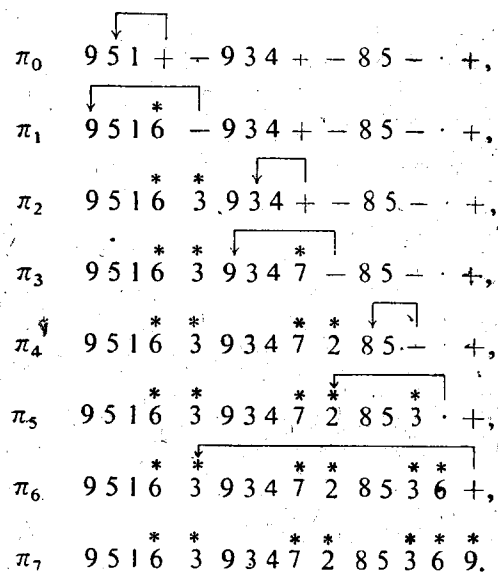 π₀ 9 5 1 + − 9 3 4 + − 8 5 − · +,
*
π₁ 9 5 1 6 − 9 3 4 + − 8 5 − · +,
* *
π₂ 9 5 1 6 3 9 3 4 + − 8 5 − · +,
* * *
π₃ 9 5 1 6 3 9 3 4 7 − 8 5 − · +,
* * * *
π₄ 9 5 1 6 3 9 3 4 7 2 8 5 − · +,
* * * * *
π₅ 9 5 1 6 3 9 3 4 7 2 8 5 3 · +,
* * * * * *
π₆ 9 5 1 6 3 9 3 4 7 2 8 5 3 6 +,
* * * * * * *
π₇ 9 5 1 6 3 9 3 4 7 2 8 5 3 6 9.